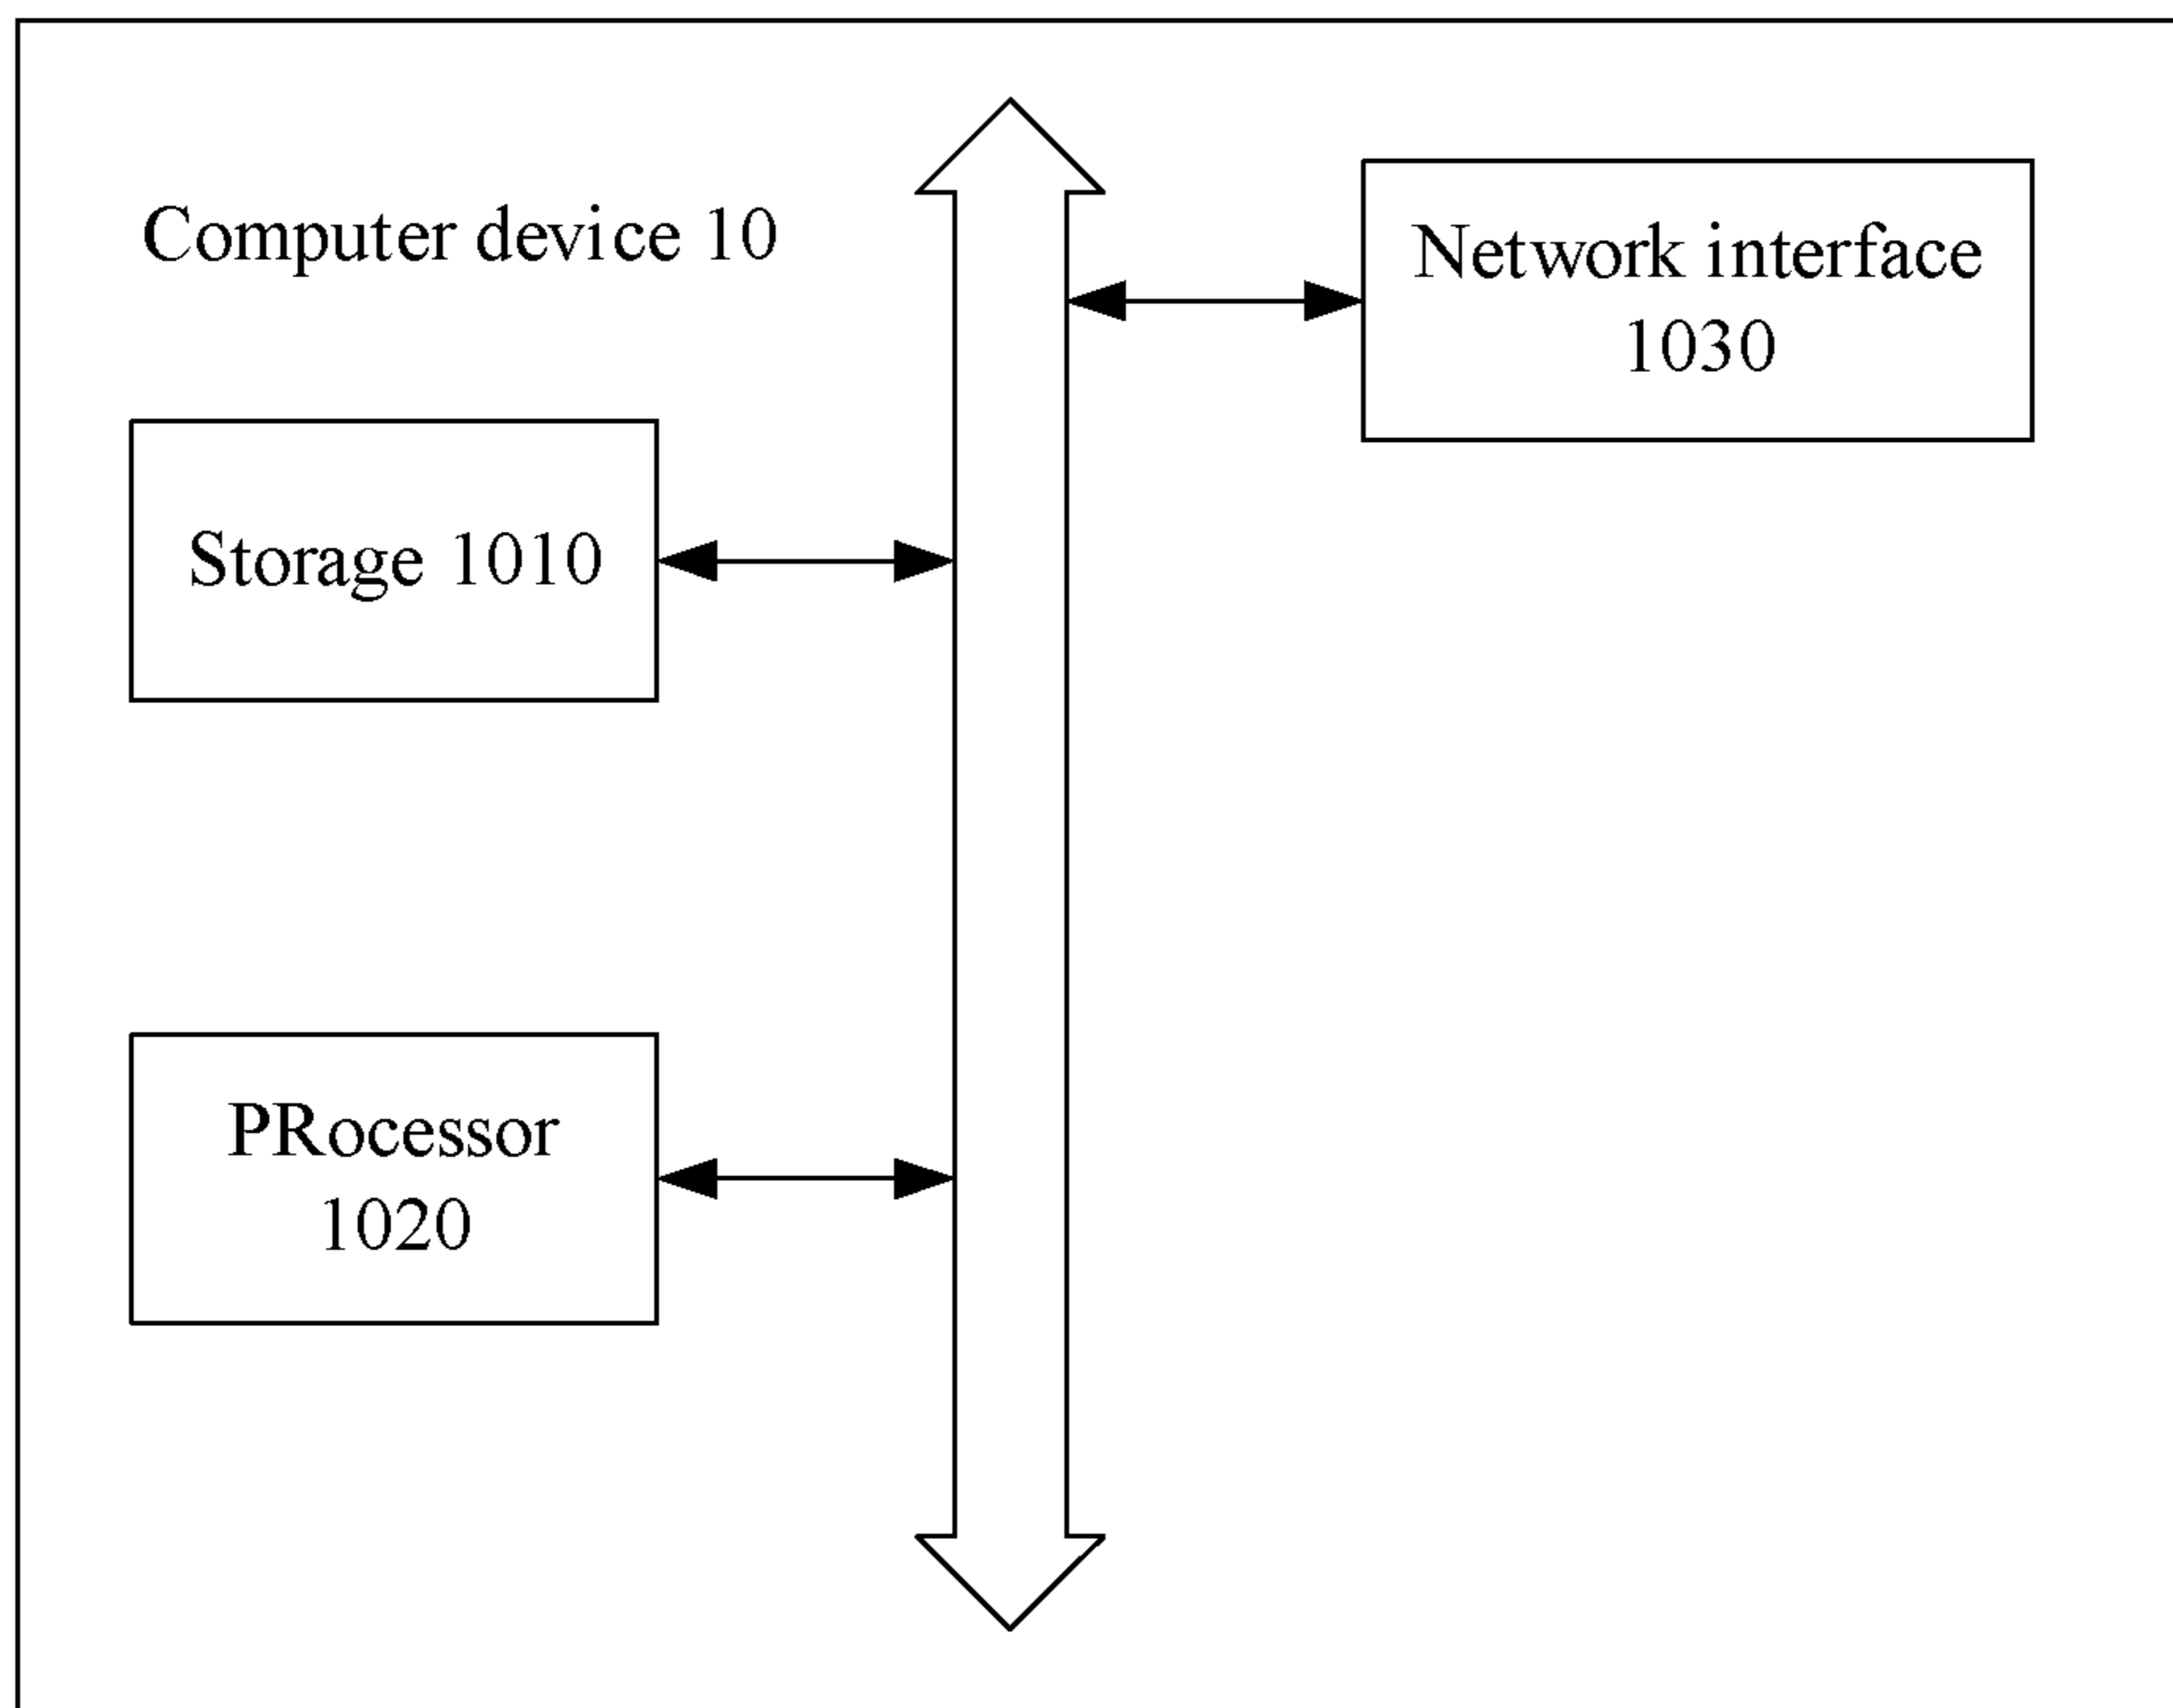 Computer device 10
Network interface
1030
Storage 1010
PRocessor
1020